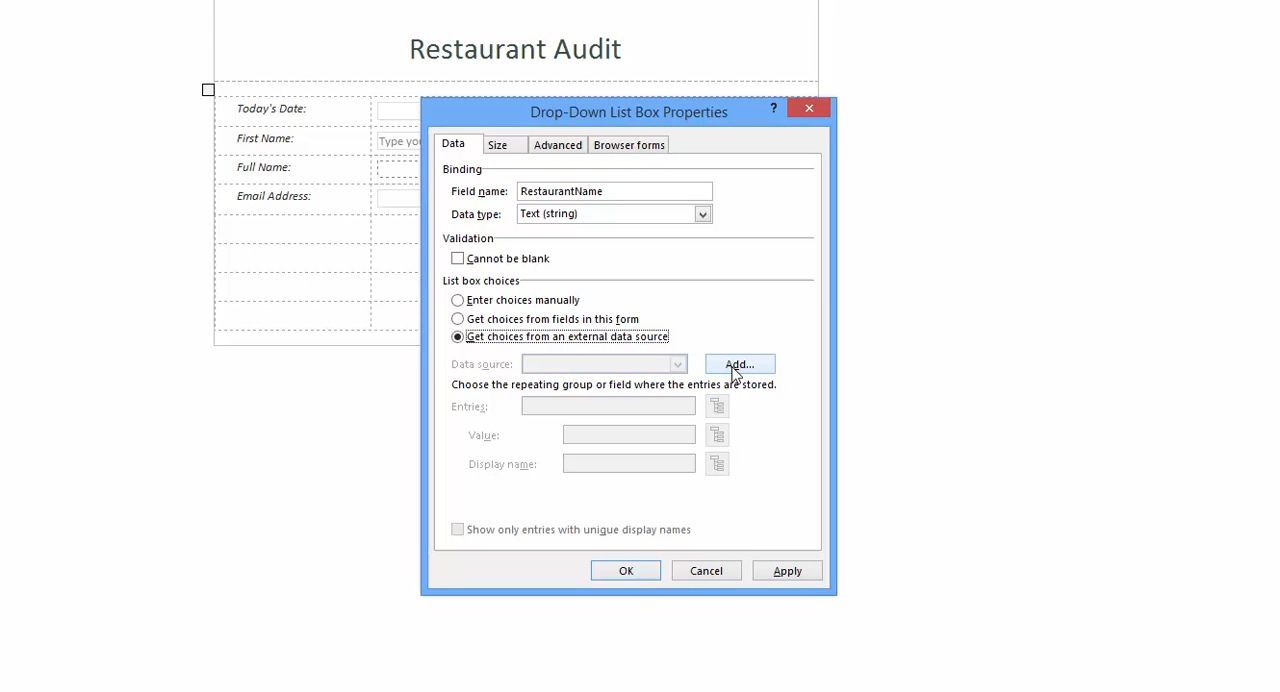 Restaurant Audit
Today's Date:
First Name:
Type you
Full Name:
Email Address:
Drop-Down List Box Properties
?
Data
Size
Advanced
Browser forms
Binding
Field name:
RestaurantName
Data type:
Text (string)
Validation
Cannot be blank
List box choices
Enter choices manually
Get choices from fields in this form
Get choices from an external data source
Data source:
Add...
Choose the repeating group or field where the entries are stored.
Entries:
Value:
Display name:
Show only entries with unique display names
OK
Cancel
Apply